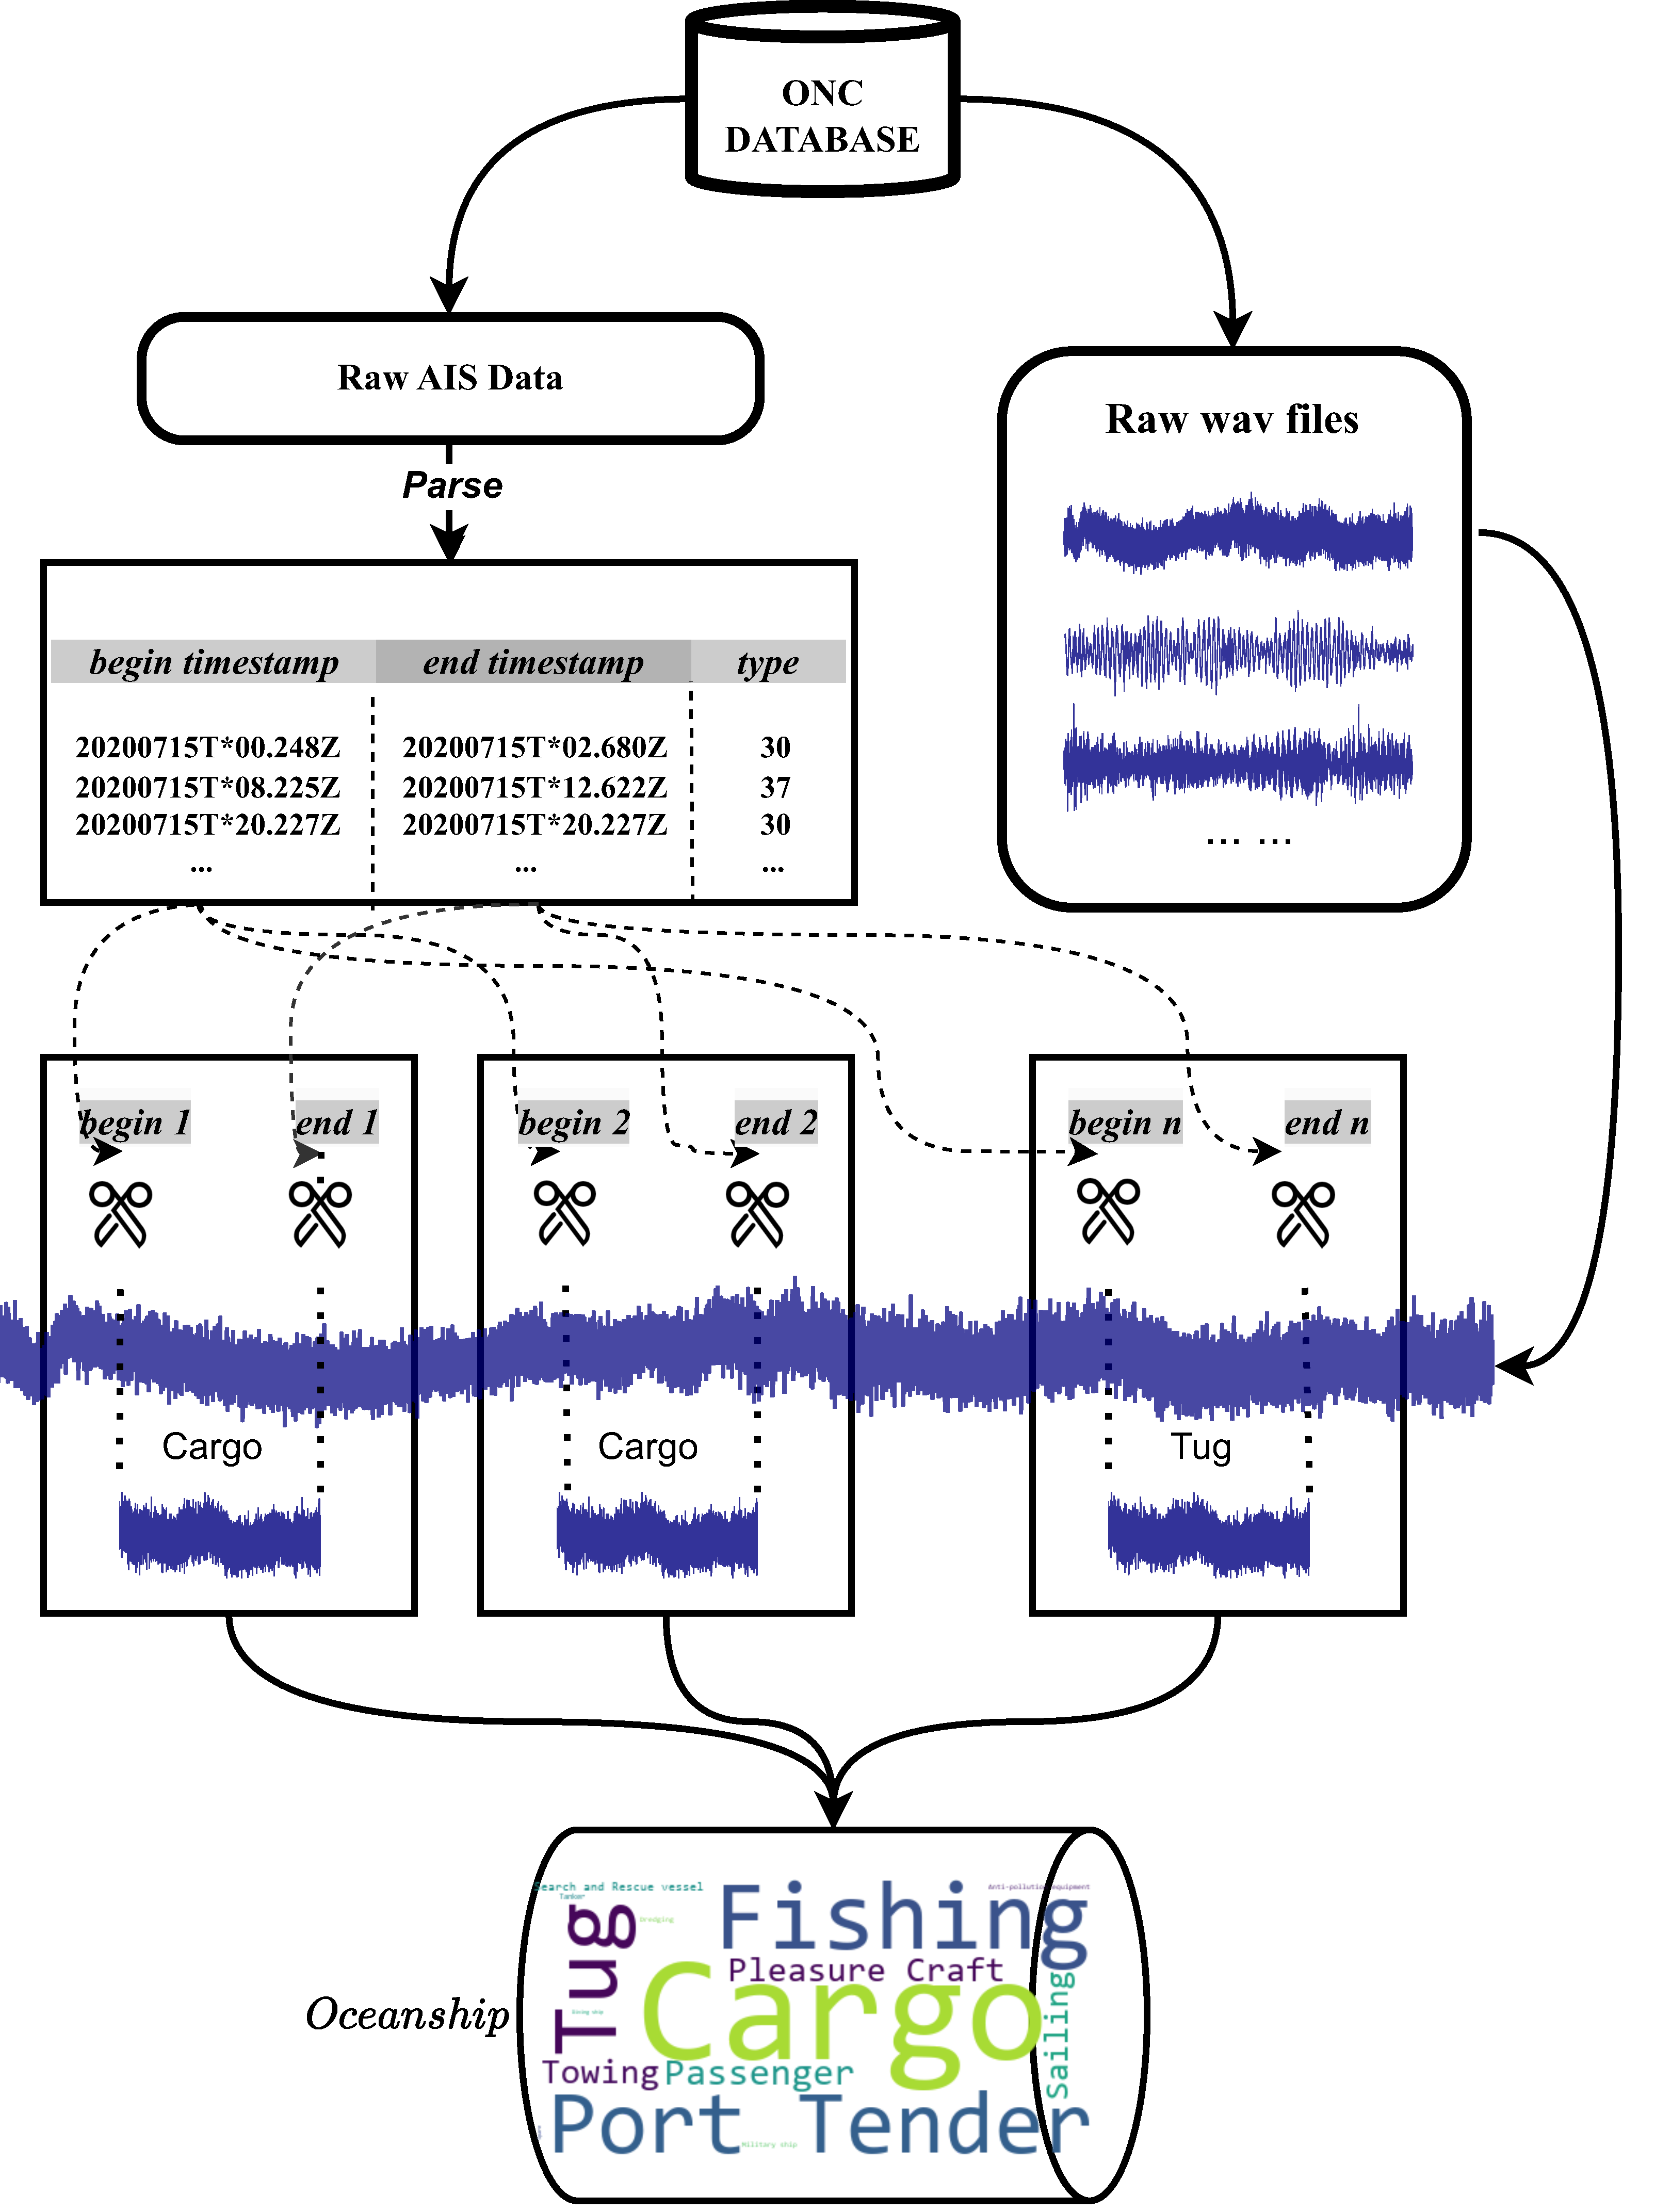 ONC
DATABASE
Raw AIS Data
Raw wav files
Parse
begin timestamp end timestamp type
20200715T*00.248Z 20200715T*02.680Z 30
20200715T*08.225Z 20200715T*12.622Z 37
20200715T*20.227Z 20200715T*20.227Z 30
... ... ...
... ...
begin 1 end 1 begin 2 end 2 begin n end n
Cargo Cargo Tug
Oceanship
Search and Rescue vessel
Tanker
Dredging
Tug
Fishing
Anti-pollution equipment
Pleasure Craft
Cargo
Diving ship
Sailing
Towing
Passenger
Port Tender
Military ship